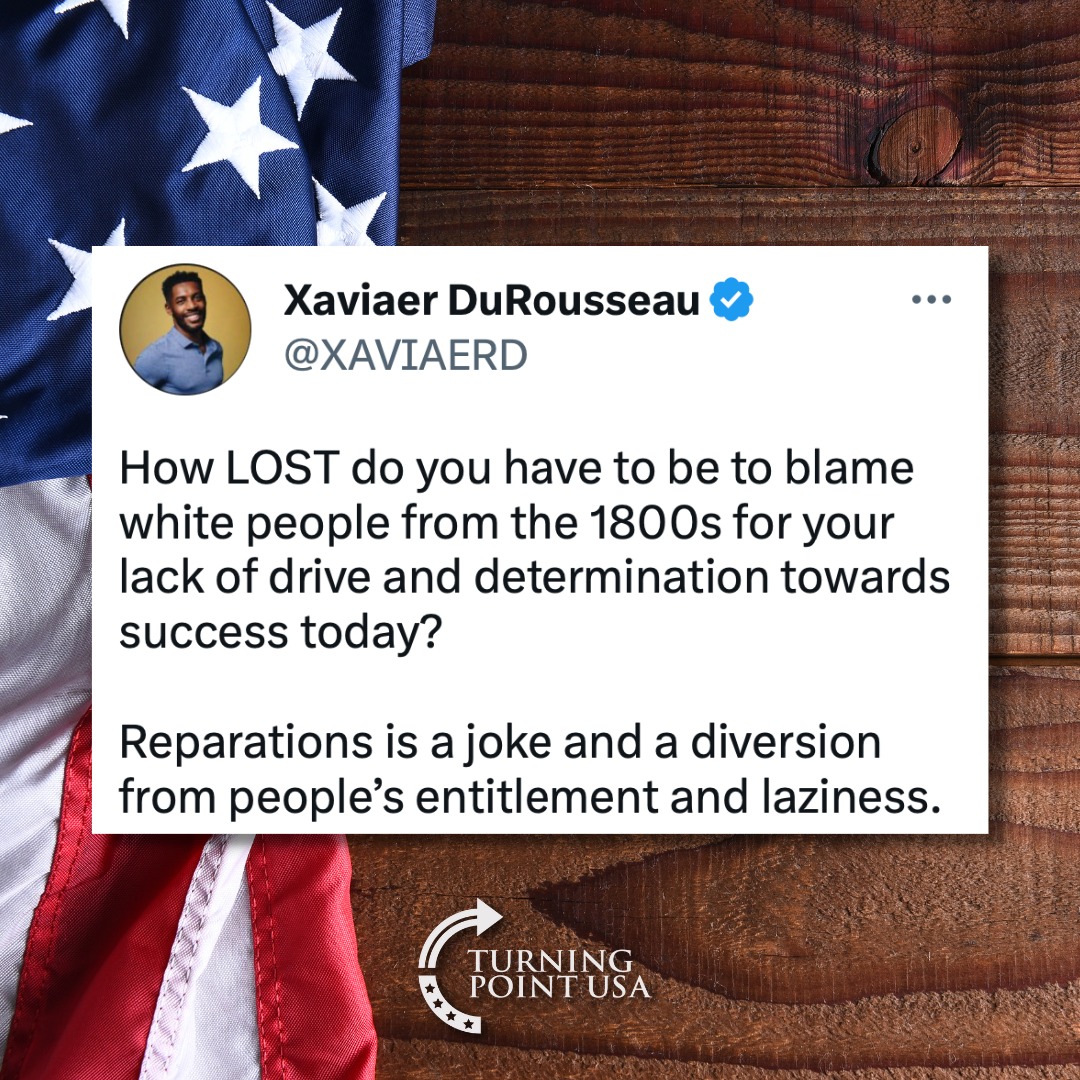 Xaviaer DuRousseau
@XAVIAERD
How LOST do you have to be to blame
white people from the 1800s for your
lack of drive and determination towards
success today?
Reparations is a joke and a diversion
from people’s entitlement and laziness.
TURNING
POINT USA